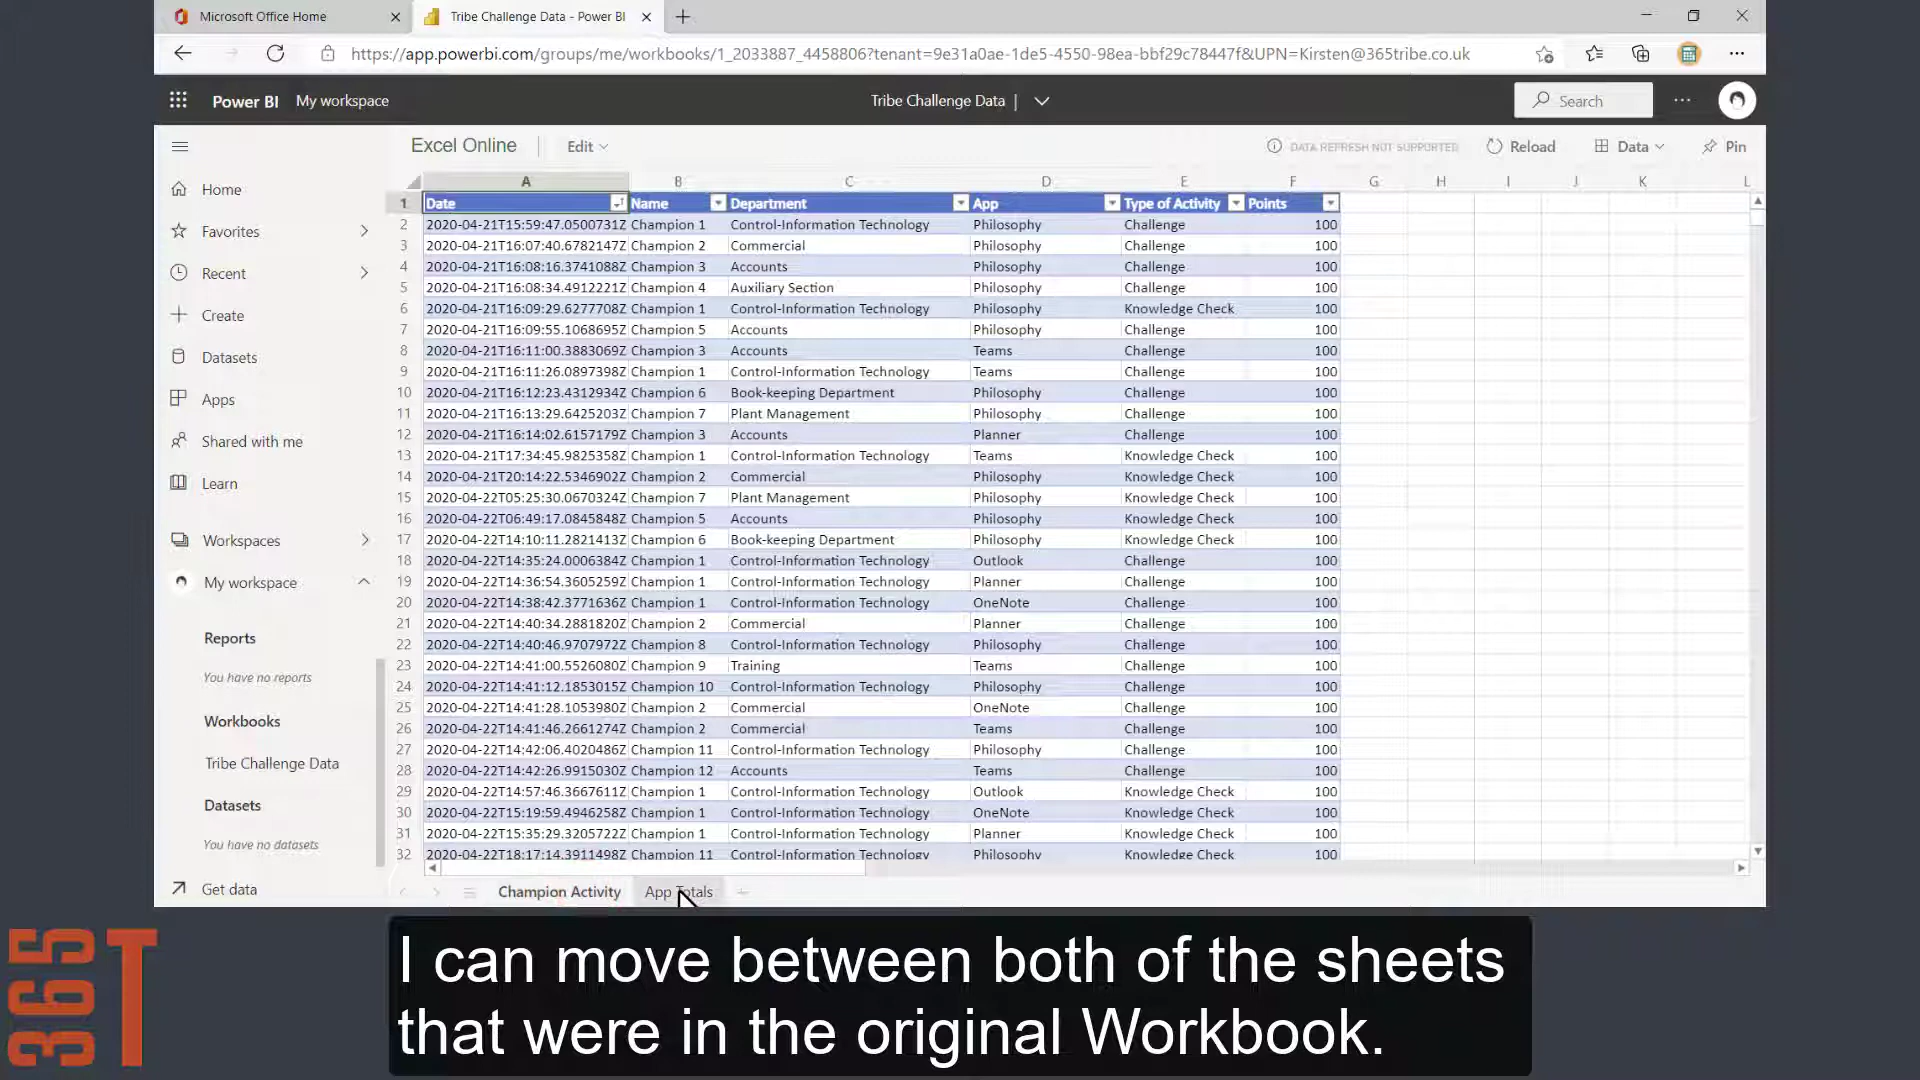 Microsoft Office Home
Tribe Challenge Data - Power BI
https://app.powerbi.com/groups/me/workbooks/1_2033887_4458806?tenant=9e31a0ae-1de5-4550-98ea-bbf29c78447f&UPN=Kirsten@365tribe.co.uk
Power BI My workspace
Tribe Challenge Data |
Search
Excel Online
Edit
DATA REFRESH NOT SUPPORTED
Reload
Data
Pin
Home
Favorites
Recent
Create
Datasets
Apps
Shared with me
Learn
Workspaces
My workspace
Reports
You have no reports
Workbooks
Tribe Challenge Data
Datasets
You have no datasets
Get data
A B C D E F G H I J K L
1 Date Name Department App Type of Activity Points
2 2020-04-21T15:59:47.0500731Z Champion 1 Control-Information Technology Philosophy Challenge 100
3 2020-04-21T16:07:40.6782147Z Champion 2 Commercial Philosophy Challenge 100
4 2020-04-21T16:08:16.3741088Z Champion 3 Accounts Philosophy Challenge 100
5 2020-04-21T16:08:34.4912221Z Champion 4 Auxiliary Section Philosophy Challenge 100
6 2020-04-21T16:09:29.6277708Z Champion 1 Control-Information Technology Philosophy Knowledge Check 100
7 2020-04-21T16:09:55.1068695Z Champion 5 Accounts Philosophy Challenge 100
8 2020-04-21T16:11:00.3883069Z Champion 3 Accounts Teams Challenge 100
9 2020-04-21T16:11:26.0897398Z Champion 1 Control-Information Technology Teams Challenge 100
10 2020-04-21T16:12:23.4312934Z Champion 6 Book-keeping Department Philosophy Challenge 100
11 2020-04-21T16:13:29.6425203Z Champion 7 Plant Management Philosophy Challenge 100
12 2020-04-21T16:14:02.6157179Z Champion 3 Accounts Planner Challenge 100
13 2020-04-21T17:34:45.9825358Z Champion 1 Control-Information Technology Teams Knowledge Check 100
14 2020-04-21T20:14:22.5346902Z Champion 2 Commercial Philosophy Knowledge Check 100
15 2020-04-22T05:25:30.0670324Z Champion 7 Plant Management Philosophy Knowledge Check 100
16 2020-04-22T06:49:17.0845848Z Champion 5 Accounts Philosophy Knowledge Check 100
17 2020-04-22T14:10:11.2821413Z Champion 6 Book-keeping Department Philosophy Knowledge Check 100
18 2020-04-22T14:35:24.0006384Z Champion 1 Control-Information Technology Outlook Challenge 100
19 2020-04-22T14:36:54.3605259Z Champion 1 Control-Information Technology Planner Challenge 100
20 2020-04-22T14:38:42.3771636Z Champion 1 Control-Information Technology OneNote Challenge 100
21 2020-04-22T14:40:34.2881820Z Champion 2 Commercial Planner Challenge 100
22 2020-04-22T14:40:46.9707972Z Champion 8 Control-Information Technology Philosophy Challenge 100
23 2020-04-22T14:41:00.5526080Z Champion 9 Training Teams Challenge 100
24 2020-04-22T14:41:12.1853015Z Champion 10 Control-Information Technology Philosophy Challenge 100
25 2020-04-22T14:41:28.1053980Z Champion 2 Commercial OneNote Challenge 100
26 2020-04-22T14:41:46.2661274Z Champion 2 Commercial Teams Challenge 100
27 2020-04-22T14:42:06.4020486Z Champion 11 Control-Information Technology Philosophy Challenge 100
28 2020-04-22T14:42:26.9915030Z Champion 12 Accounts Teams Challenge 100
29 2020-04-22T14:57:46.3667611Z Champion 1 Control-Information Technology Outlook Knowledge Check 100
30 2020-04-22T15:19:59.4946258Z Champion 1 Control-Information Technology OneNote Knowledge Check 100
31 2020-04-22T15:35:29.3205722Z Champion 1 Control-Information Technology Planner Knowledge Check 100
32 2020-04-22T18:17:14.3911498Z Champion 11 Control-Information Technology Philosophy Knowledge Check 100
Champion Activity App Totals
365
T
I can move between both of the sheets
that were in the original Workbook.